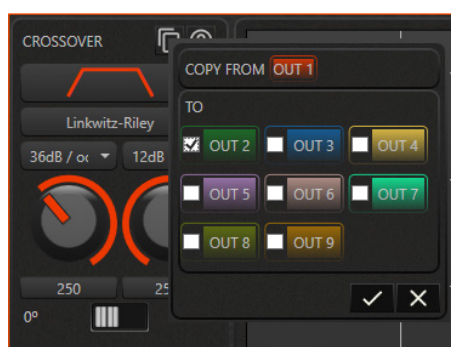 CROSSOVER
COPY FROM OUT 1
TO
Linkwitz-Riley
OUT 2 OUT 3 OUT 4
36dB / oc 12dB
OUT 5 OUT 6 OUT 7
OUT 8 OUT 9
250 25
0º